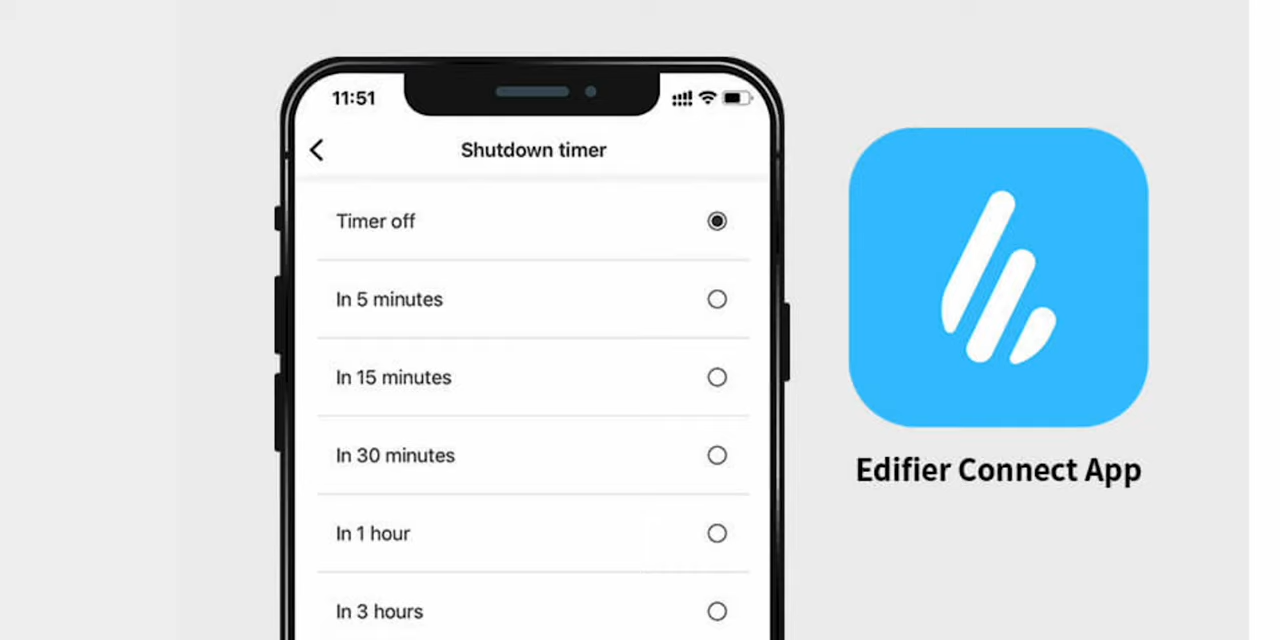 11:51
Shutdown timer
Timer off
In 5 minutes
In 15 minutes
In 30 minutes
In 1 hour
In 3 hours
Edifier Connect App